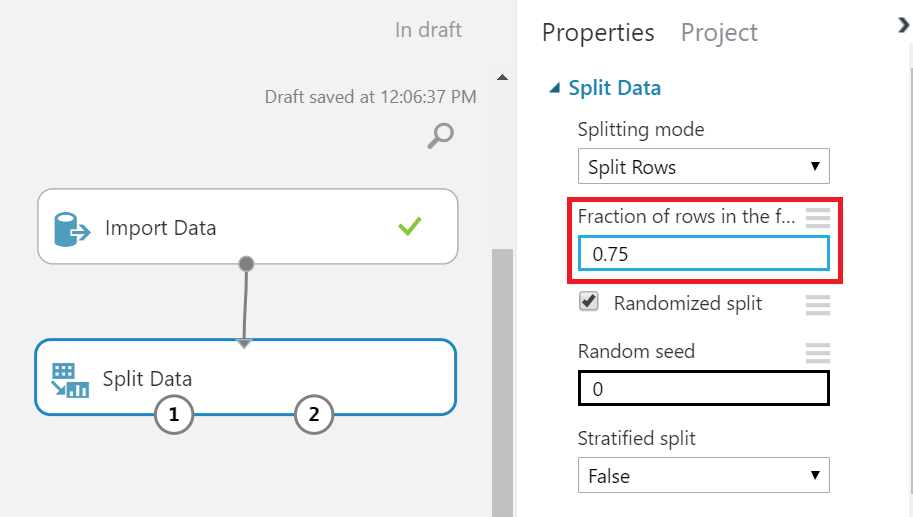 In draft
Draft saved at 12:06:37 PM
Import Data
Split Data
1
2
Properties
Project
Split Data
Splitting mode
Split Rows
Fraction of rows in the f...
0.75
Randomized split
Random seed
0
Stratified split
False